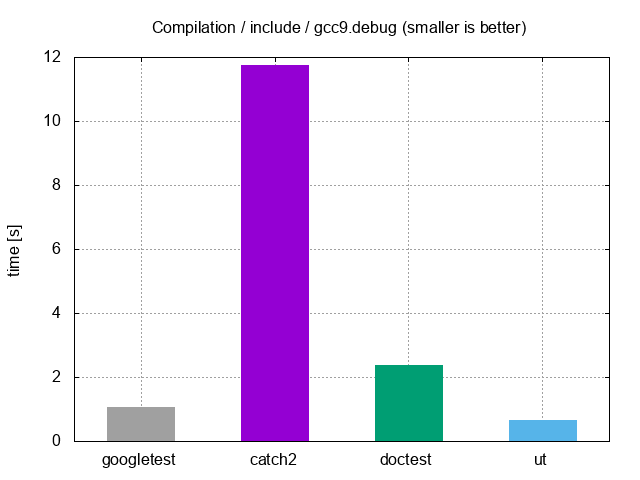 Compilation / include / gcc9.debug (smaller is better)
12
10
8
6
4
2
0
time [s]
googletest catch2 doctest ut